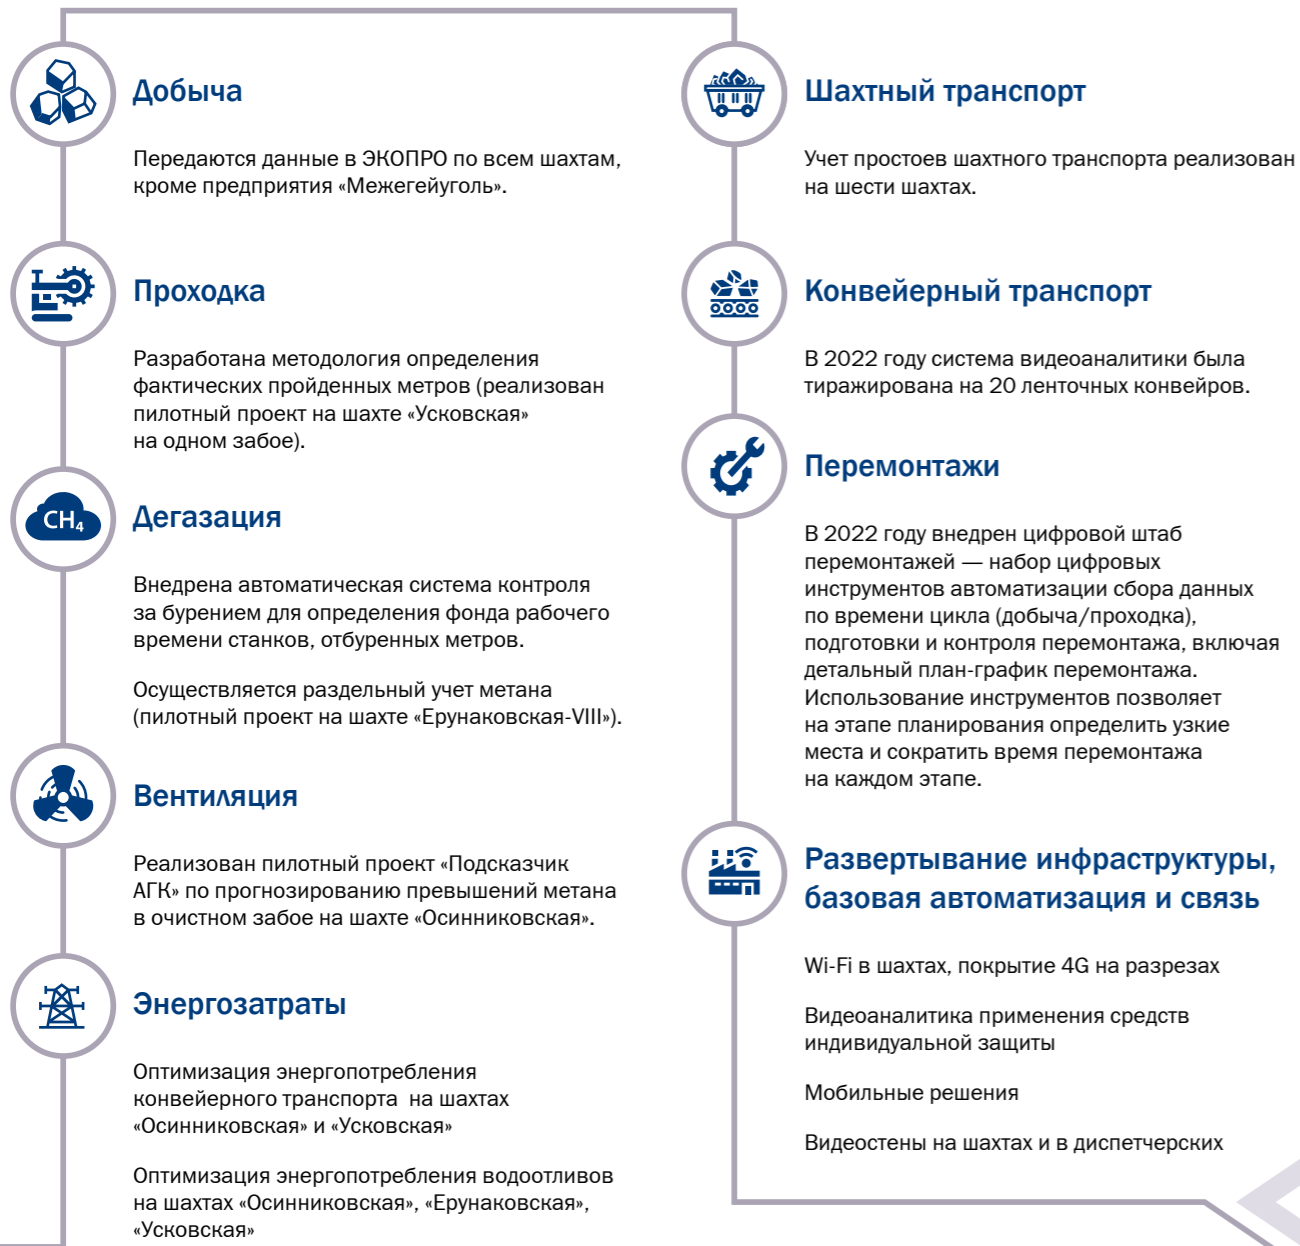 Добыча
Передаются данные в ЭКОПРО по всем шахтам,
кроме предприятия «Межегейуголь».
Проходка
Разработана методология определения
фактических пройденных метров (реализован
пилотный проект на шахте «Усковская»
на одном забое).
CH₄
Дегазация
Внедрена автоматическая система контроля
за бурением для определения фонда рабочего
времени станков, отбуренных метров.
Осуществляется раздельный учет метана
(пилотный проект на шахте «Ерунаковская-VIII»).
Вентиляция
Реализован пилотный проект «Подсказчик
АГК» по прогнозированию превышений метана
в очистном забое на шахте «Осинниковская».
Энергозатраты
Оптимизация энергопотребления
конвейерного транспорта на шахтах
«Осинниковская» и «Усковская»
Оптимизация энергопотребления водоотливов
на шахтах «Осинниковская», «Ерунаковская»,
«Усковская»
Шахтный транспорт
Учет простоев шахтного транспорта реализован
на шести шахтах.
Конвейерный транспорт
В 2022 году система видеоаналитики была
тиражирована на 20 ленточных конвейров.
Перемонтажи
В 2022 году внедрен цифровой штаб
перемонтажей — набор цифровых
инструментов автоматизации сбора данных
по времени цикла (добыча/проходка),
подготовки и контроля перемонтажа, включая
детальный план-график перемонтажа.
Использование инструментов позволяет
на этапе планирования определить узкие
места и сократить время перемонтажа
на каждом этапе.
Развертывание инфраструктуры,
базовая автоматизация и связь
Wi-Fi в шахтах, покрытие 4G на разрезах
Видеоаналитика применения средств
индивидуальной защиты
Мобильные решения
Видеостены на шахтах и в диспетчерских